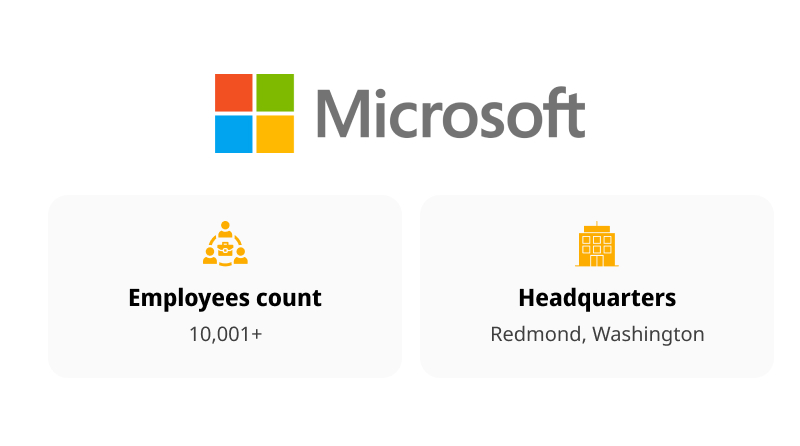 Microsoft
Employees count
10,001+
Headquarters
Redmond, Washington